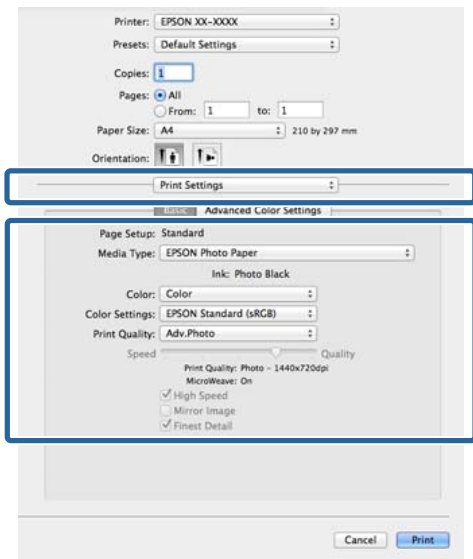 Printer: EPSON XX-XXXX
Presets: Default Settings
Copies: 1
Pages: All
From: 1 to: 1
Paper Size: A4 210 by 297 mm
Orientation:
Print Settings
Basic Advanced Color Settings
Page Setup: Standard
Media Type: EPSON Photo Paper
Ink: Photo Black
Color: Color
Color Settings: EPSON Standard (sRGB)
Print Quality: Adv.Photo
Speed Quality
Print Quality: Photo - 1440x720dpi
MicroWeave: On
High Speed
Mirror Image
Finest Detail
Cancel Print